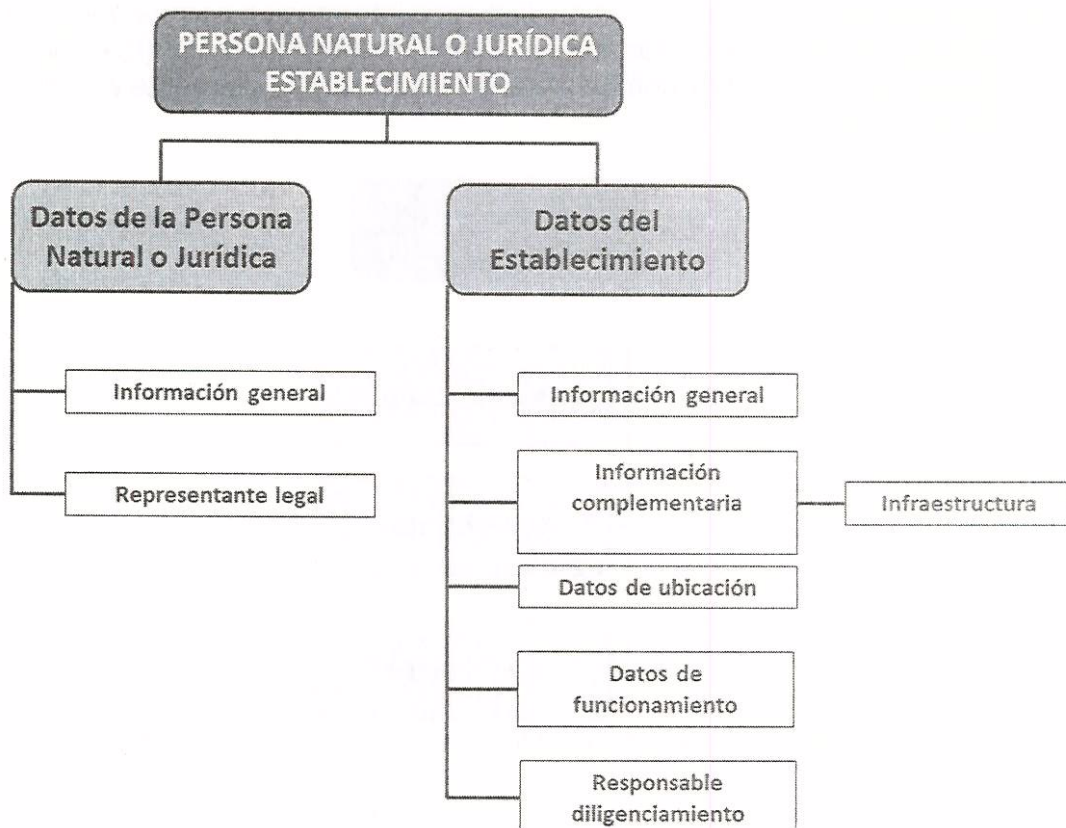 PERSONA NATURAL O JURÍDICA
ESTABLECIMIENTO
Datos de la Persona
Natural o Jurídica
Información general
Representante legal
Datos del
Establecimiento
Información general
Información
complementaria
Infraestructura
Datos de ubicación
Datos de
funcionamiento
Responsable
diligenciamiento